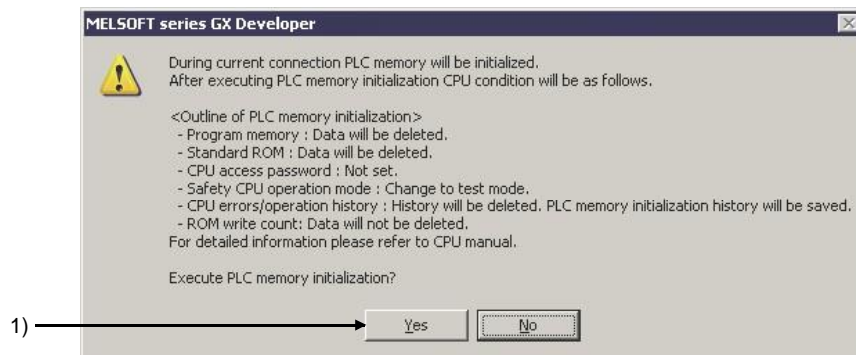 MELSOFT series GX Developer
During current connection PLC memory will be initialized.
After executing PLC memory initialization CPU condition will be as follows.
<Outline of PLC memory initialization>
- Program memory : Data will be deleted.
- Standard ROM : Data will be deleted.
- CPU access password : Not set.
- Safety CPU operation mode : Change to test mode.
- CPU errors/operation history : History will be deleted. PLC memory initialization history will be saved.
- ROM write count: Data will not be deleted.
For detailed information please refer to CPU manual.
Execute PLC memory initialization?
1) Yes No